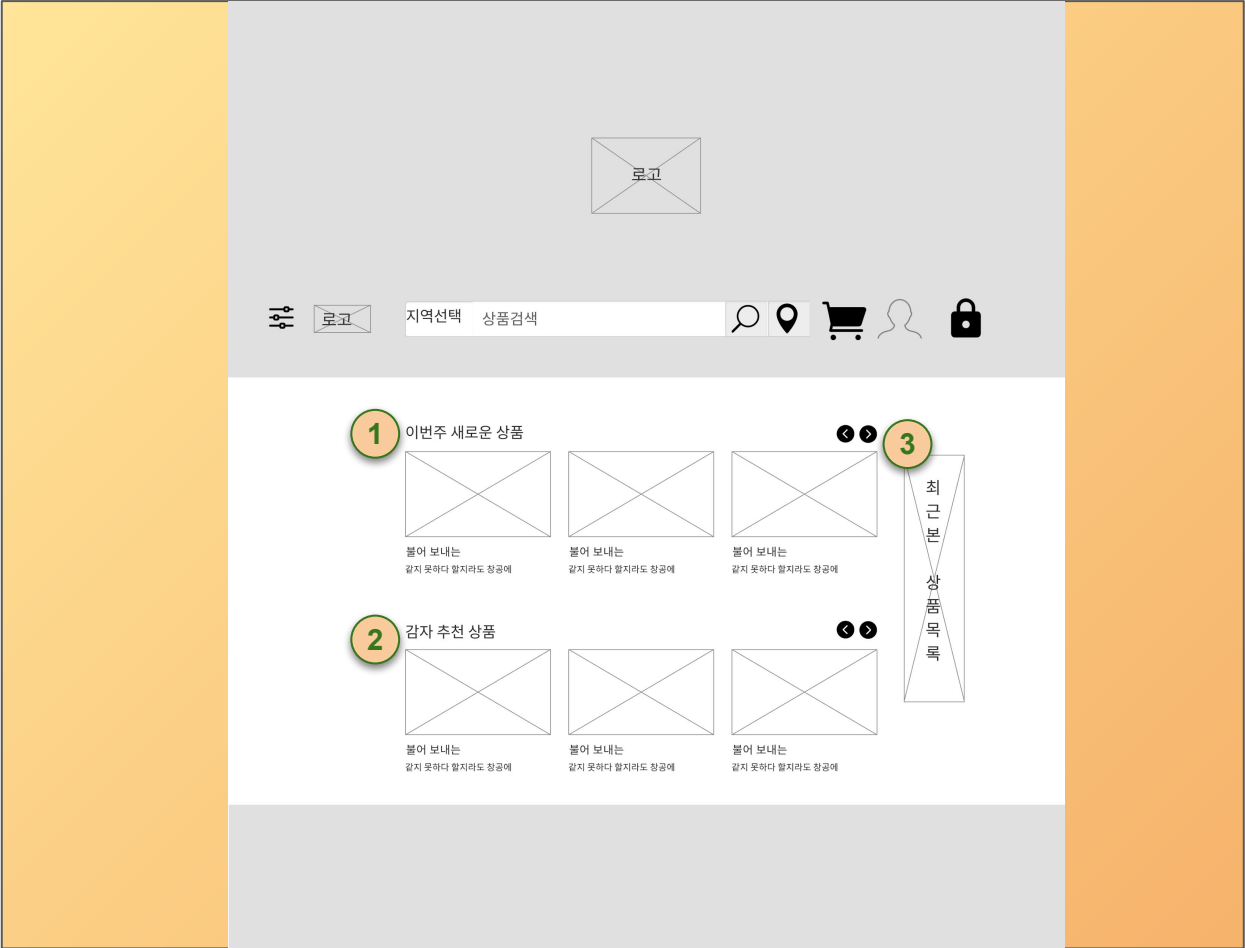 로고
로고
지역선택 상품검색
1 이번주 새로운 상품
불어 보내는 불어 보내는 불어 보내는
같지 못하다 할지라도 창공에 같지 못하다 할지라도 창공에 같지 못하다 할지라도 창공에
2 감자 추천 상품
불어 보내는 불어 보내는 불어 보내는
같지 못하다 할지라도 창공에 같지 못하다 할지라도 창공에 같지 못하다 할지라도 창공에
3
최
근
본
상
품
목
록